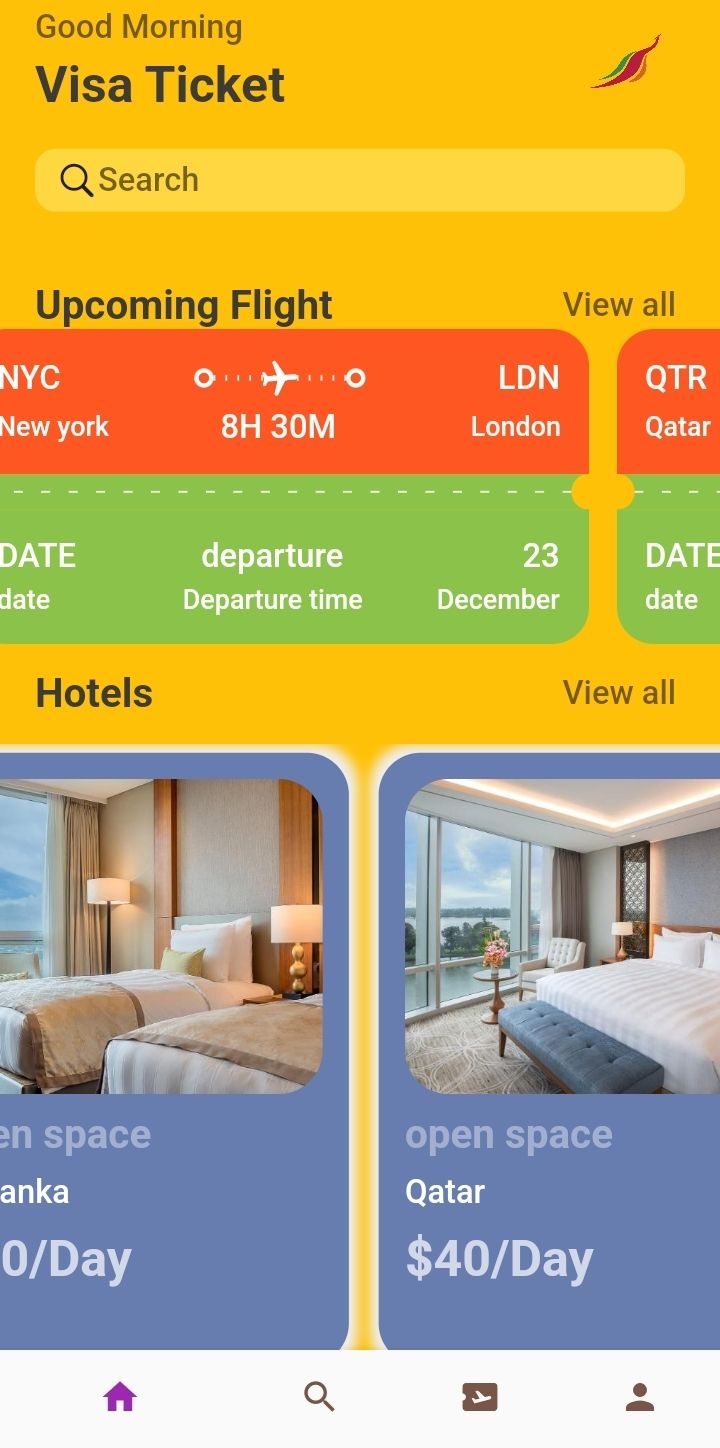 Good Morning
Visa Ticket
Search
Upcoming Flight View all
NYC LDN QTR
New york 8H 30M London Qatar
DATE departure 23 DATE
date Departure time December date
Hotels View all
en space open space
anka Qatar
0/Day $40/Day